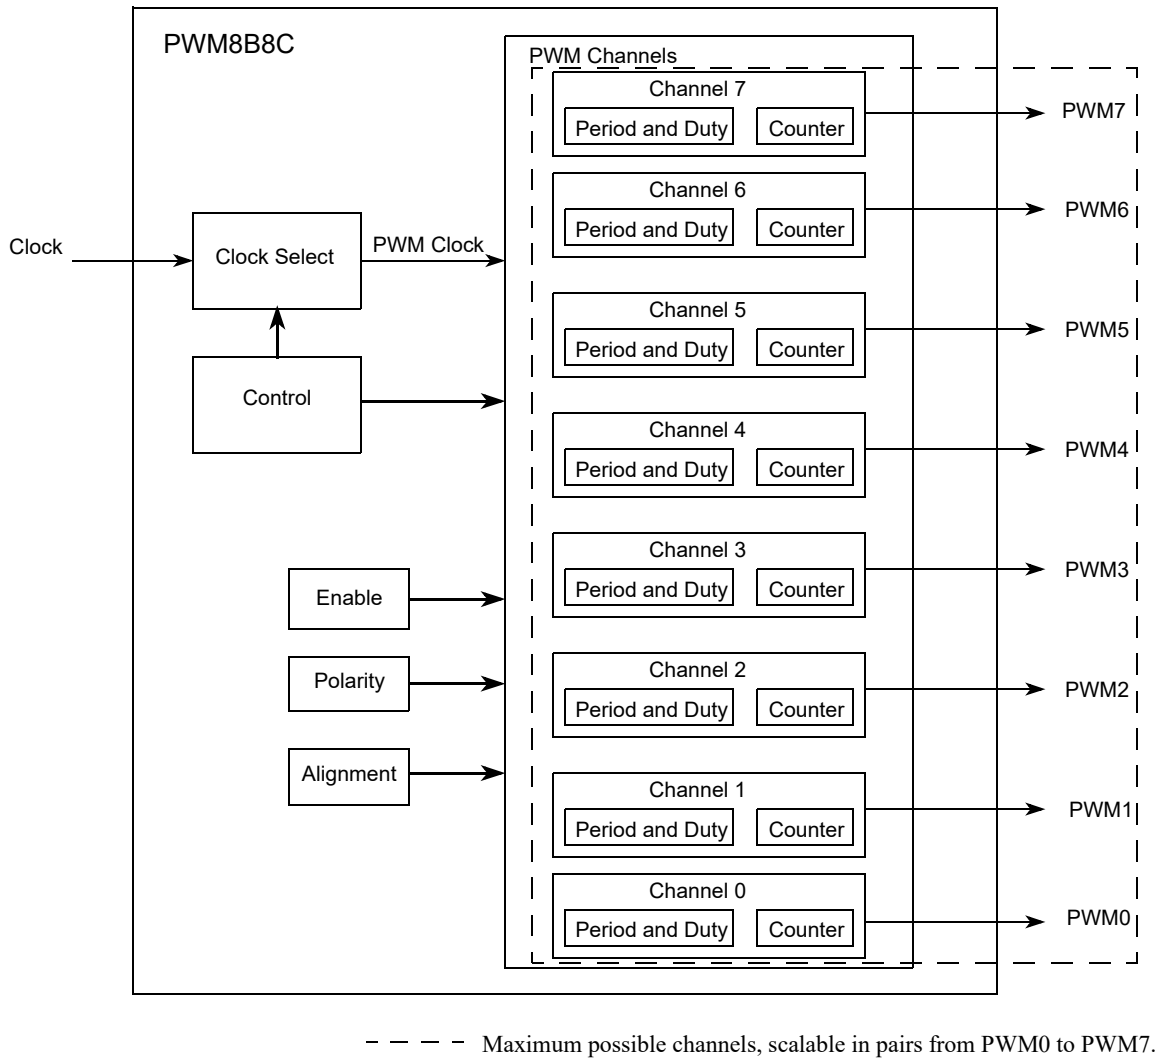 PWM8B8C
PWM Channels
Channel 7
Period and Duty
Counter
PWM7
Channel 6
Period and Duty
Counter
PWM6
Clock
Clock Select
PWM Clock
Channel 5
Period and Duty
Counter
PWM5
Control
Channel 4
Period and Duty
Counter
PWM4
Channel 3
Period and Duty
Counter
PWM3
Enable
Channel 2
Period and Duty
Counter
PWM2
Polarity
Alignment
Channel 1
Period and Duty
Counter
PWM1
Channel 0
Period and Duty
Counter
PWM0
Maximum possible channels, scalable in pairs from PWM0 to PWM7.